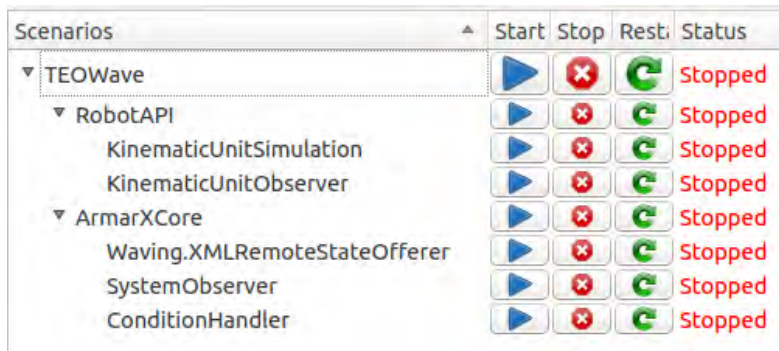 Scenarios Start Stop Resta Status
TEOWave Stopped
RobotAPI Stopped
KinematicUnitSimulation Stopped
KinematicUnitObserver Stopped
ArmarXCore Stopped
Waving.XMLRemoteStateOfferer Stopped
SystemObserver Stopped
ConditionHandler Stopped